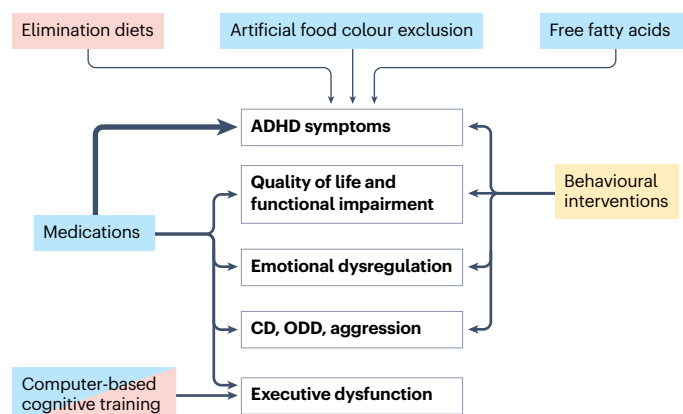 Elimination diets
Artificial food colour exclusion
Free fatty acids
ADHD symptoms
Quality of life and
functional impairment
Behavioural
interventions
Medications
Emotional dysregulation
CD, ODD, aggression
Computer-based
cognitive training
Executive dysfunction